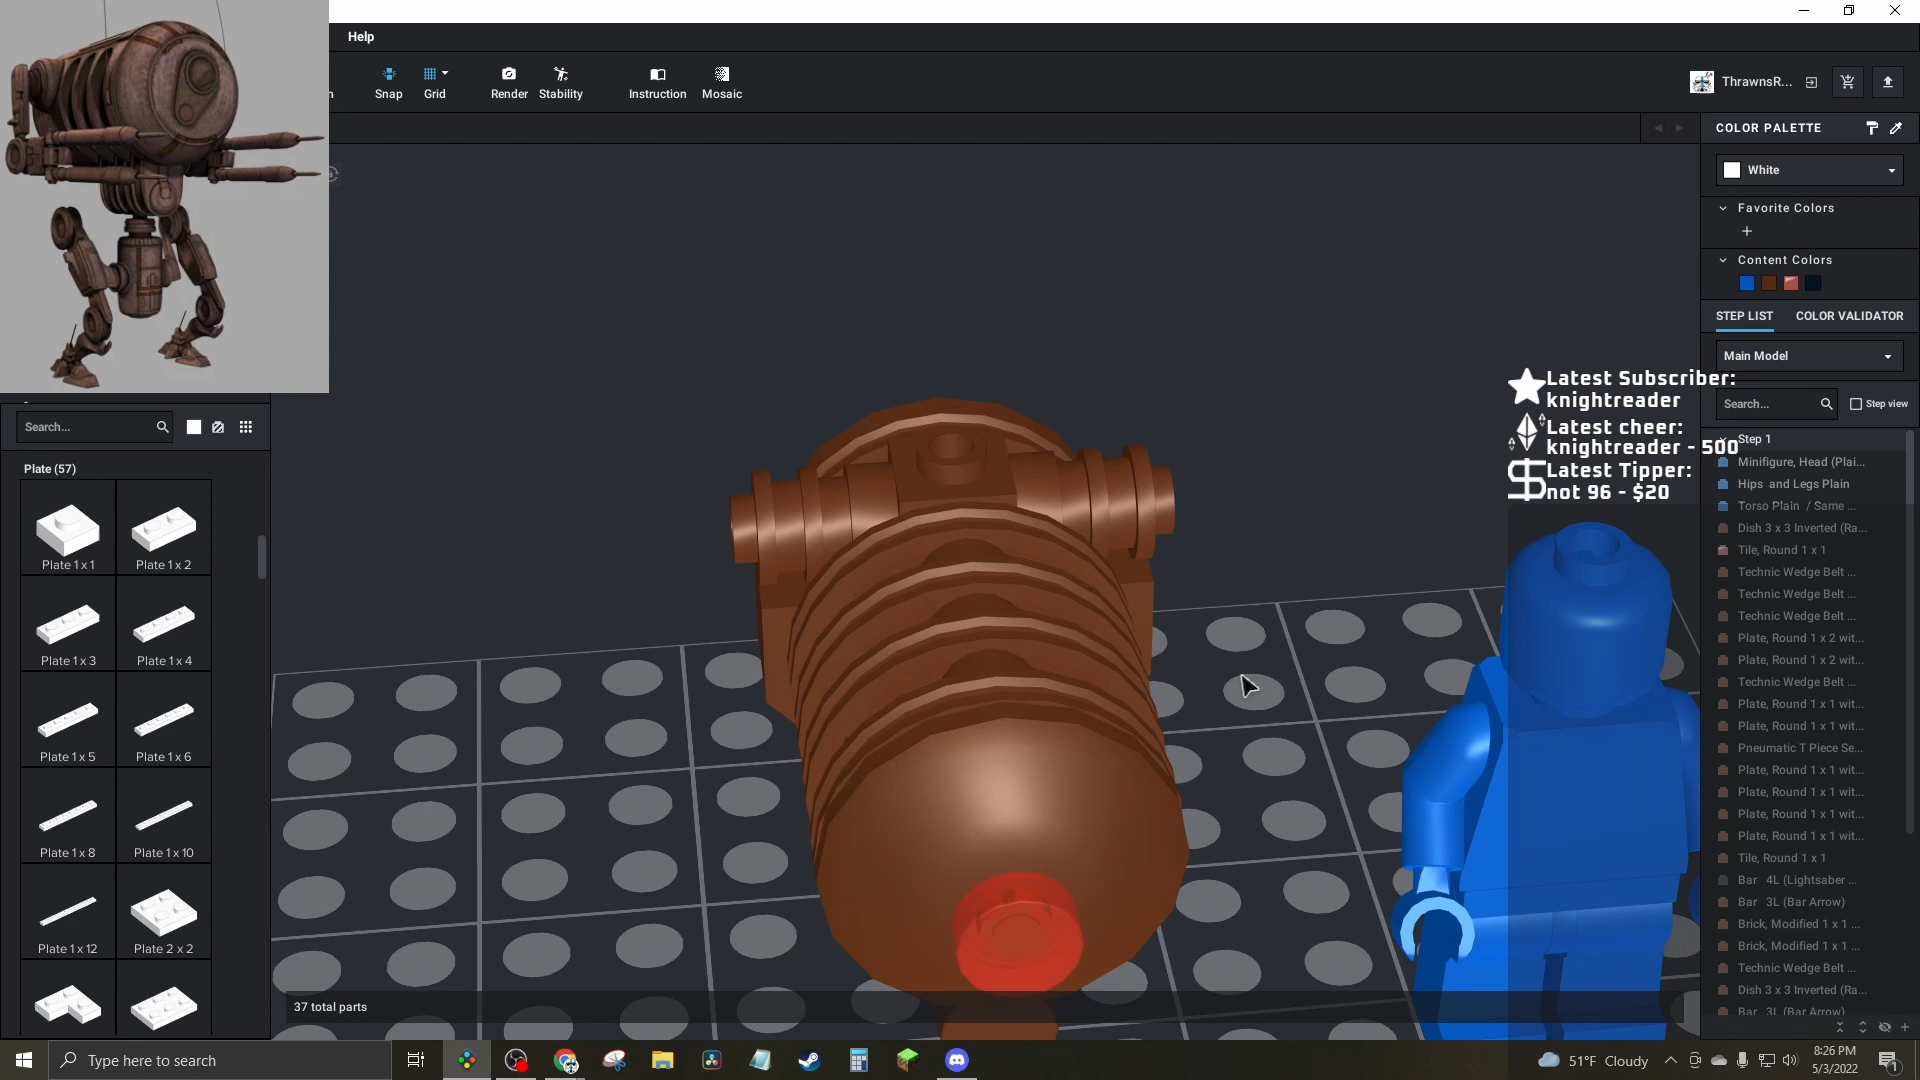 Help
Snap
Grid
Render
Stability
Instruction
Mosaic
ThrawnsR...
COLOR PALETTE
White
Favorite Colors
Content Colors
STEP LIST
COLOR VALIDATOR
Main Model
Latest Subscriber:
knightreader
Latest cheer:
knightreader - 500
Latest Tipper:
not 96 - $20
Search...
Step view
Step 1
Minifigure, Head (Plai...
Hips and Legs Plain
Torso Plain / Same ...
Dish 3 x 3 Inverted (Ra...
Tile, Round 1 x 1
Technic Wedge Belt ...
Technic Wedge Belt ...
Technic Wedge Belt ...
Plate, Round 1 x 2 wit...
Plate, Round 1 x 2 wit...
Technic Wedge Belt ...
Plate, Round 1 x 1 wit...
Plate, Round 1 x 1 wit...
Pneumatic T Piece Se...
Plate, Round 1 x 1 wit...
Plate, Round 1 x 1 wit...
Plate, Round 1 x 1 wit...
Plate, Round 1 x 1 wit...
Tile, Round 1 x 1
Bar 4L (Lightsaber ...
Bar 3L (Bar Arrow)
Brick, Modified 1 x 1 ...
Brick, Modified 1 x 1 ...
Technic Wedge Belt ...
Dish 3 x 3 Inverted (Ra...
Bar 3L (Bar Arrow)
Search...
Plate (57)
Plate 1 x 1
Plate 1 x 2
Plate 1 x 3
Plate 1 x 4
Plate 1 x 5
Plate 1 x 6
Plate 1 x 8
Plate 1 x 10
Plate 1 x 12
Plate 2 x 2
37 total parts
Type here to search
51°F Cloudy
8:26 PM
5/3/2022
1